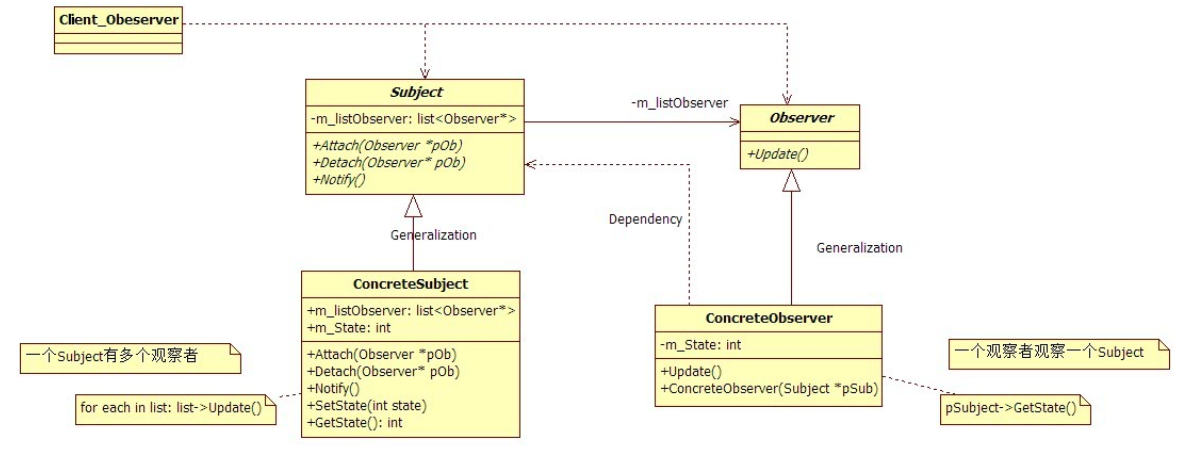 Client_Obeserver
Subject
-m_listObserver: list<Observer*>
+Attach(Observer *pOb)
+Detach(Observer* pOb)
+Notify()
-m_listObserver
Observer
+Update()
Generalization
Dependency
Generalization
ConcreteSubject
+m_listObserver: list<Observer*>
+m_State: int
+Attach(Observer *pOb)
+Detach(Observer* pOb)
+Notify()
+SetState(int state)
+GetState(): int
一个Subject有多个观察者
for each in list: list->Update()
ConcreteObserver
-m_State: int
+Update()
+ConcreteObserver(Subject *pSub)
一个观察者观察一个Subject
pSubject->GetState()